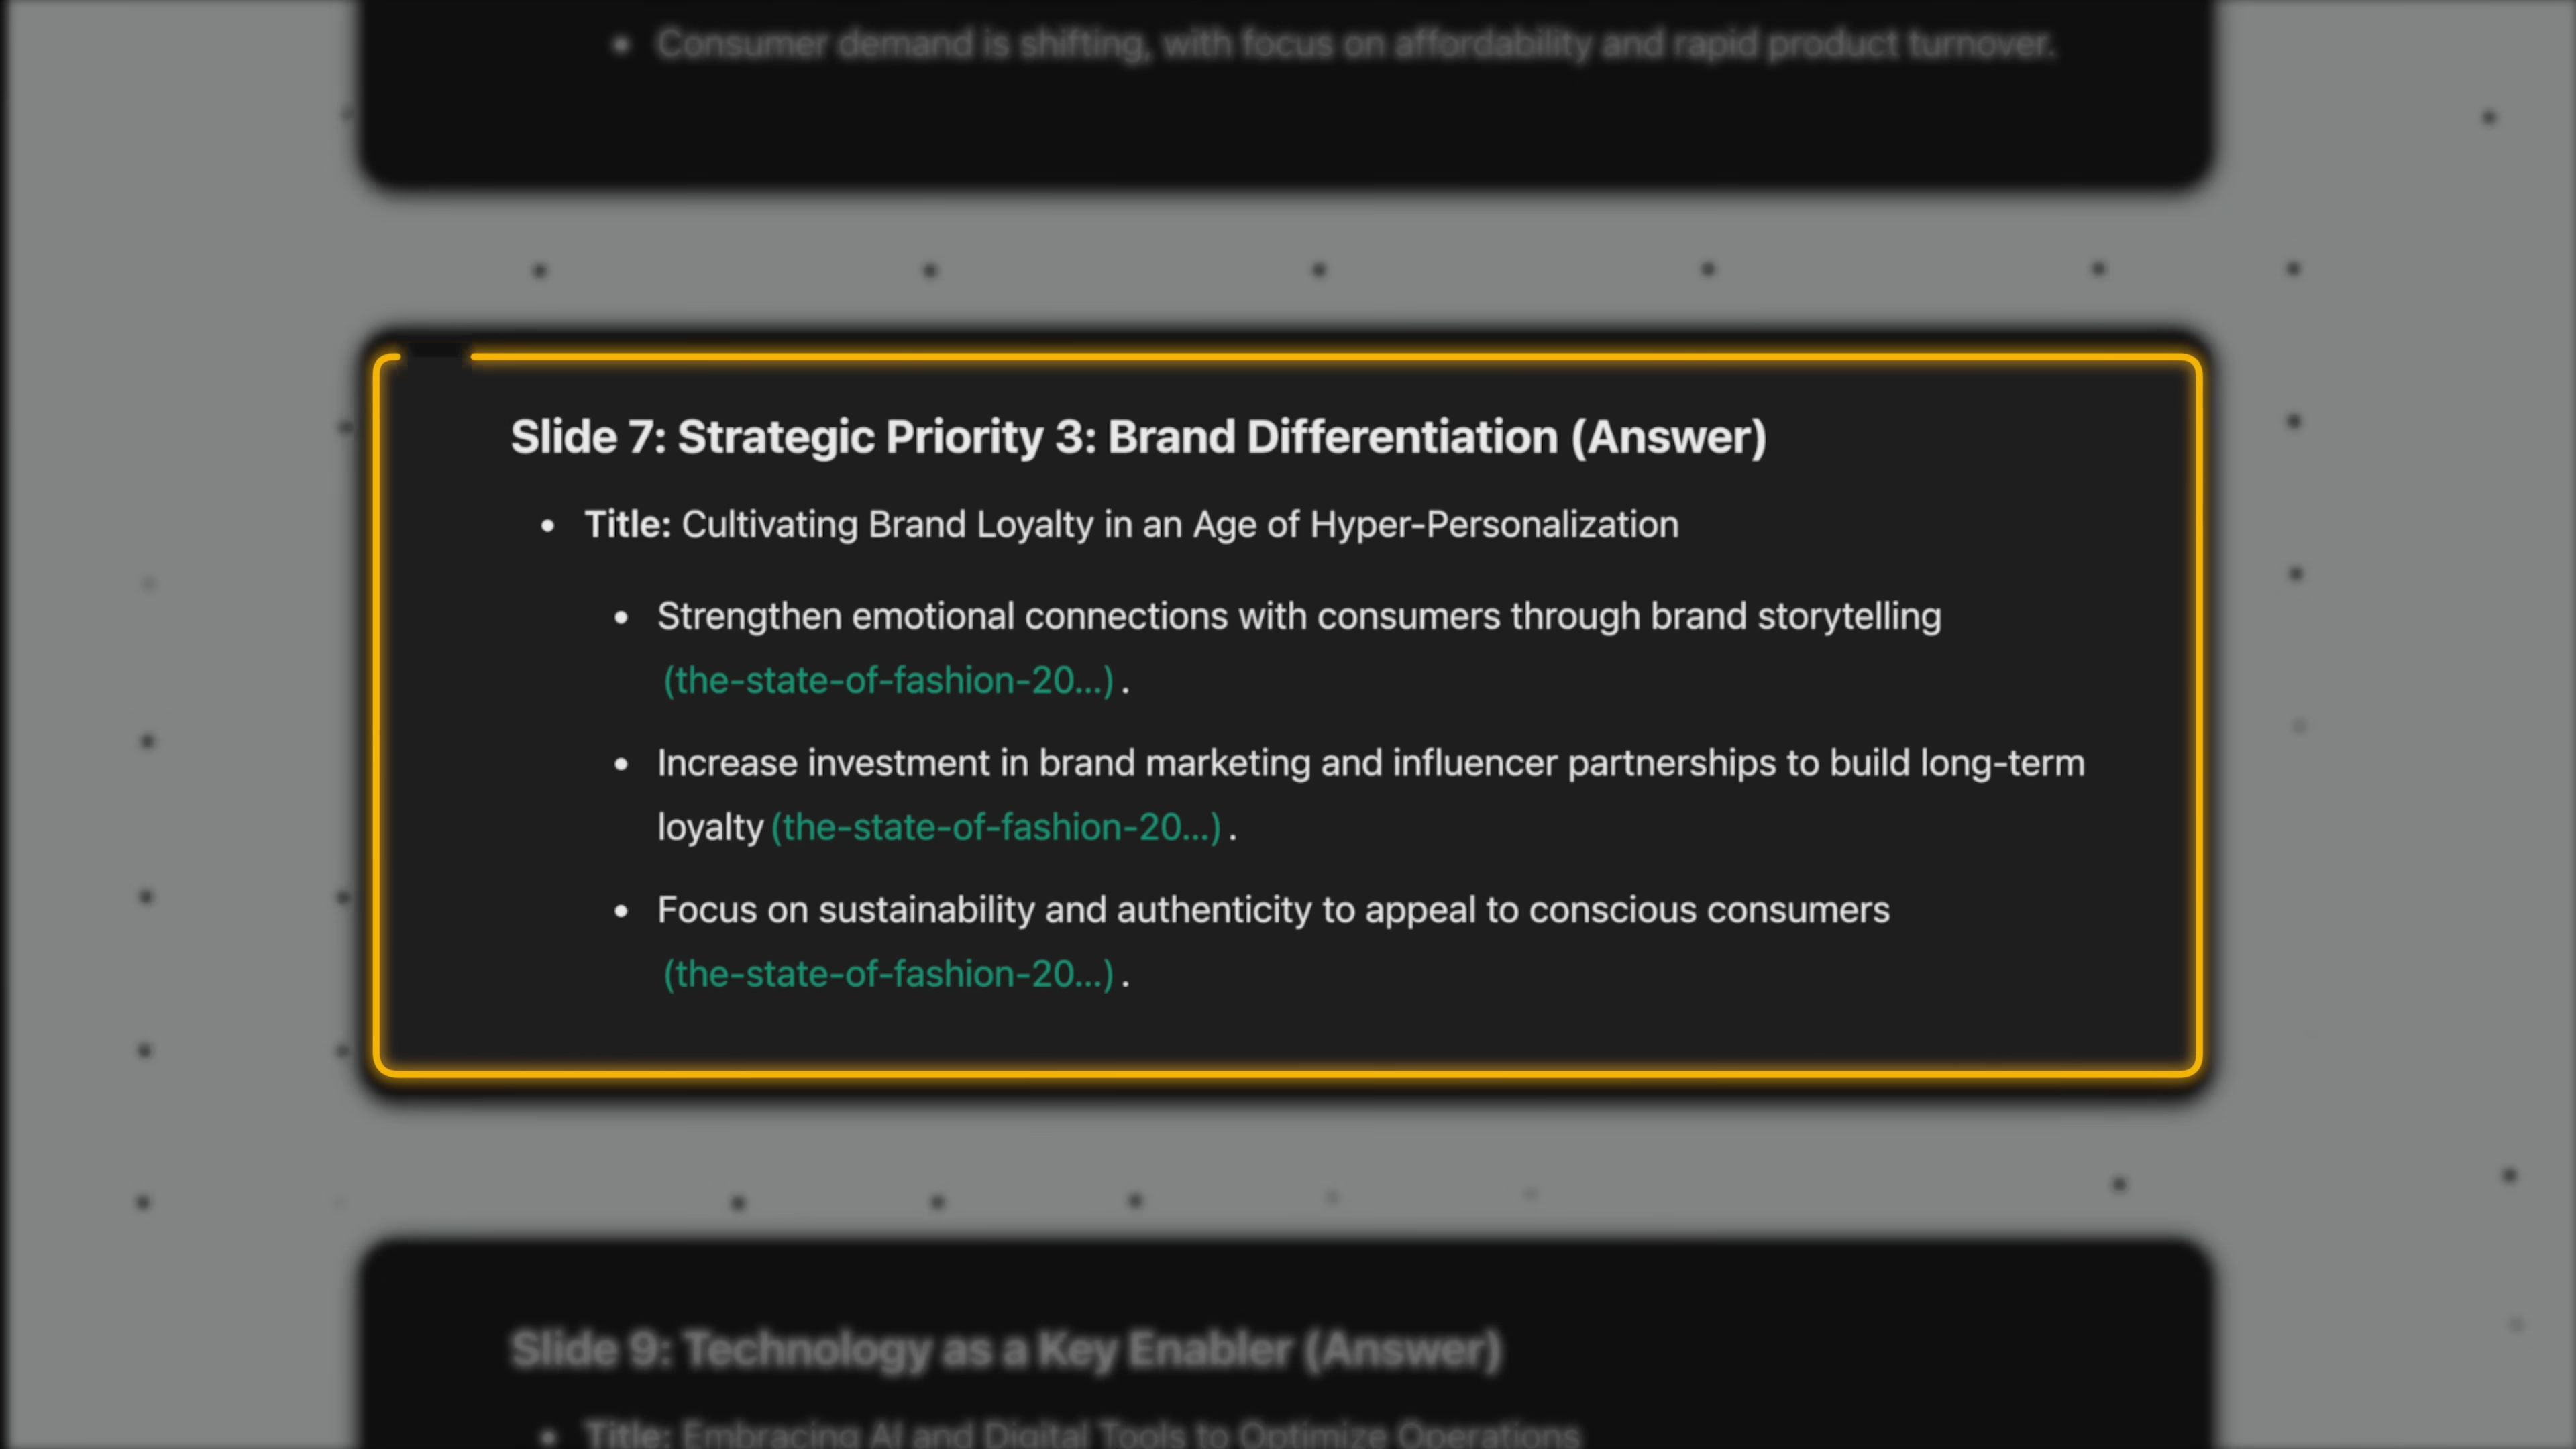 • Consumer demand is shifting, with focus on affordability and rapid product turnover.
Slide 7: Strategic Priority 3: Brand Differentiation (Answer)
• Title: Cultivating Brand Loyalty in an Age of Hyper-Personalization
• Strengthen emotional connections with consumers through brand storytelling
(the-state-of-fashion-20...) .
• Increase investment in brand marketing and influencer partnerships to build long-term
loyalty (the-state-of-fashion-20...) .
• Focus on sustainability and authenticity to appeal to conscious consumers
(the-state-of-fashion-20...) .
Slide 9: Technology as a Key Enabler (Answer)
• Title: Embracing AI and Digital Tools to Optimize Operations